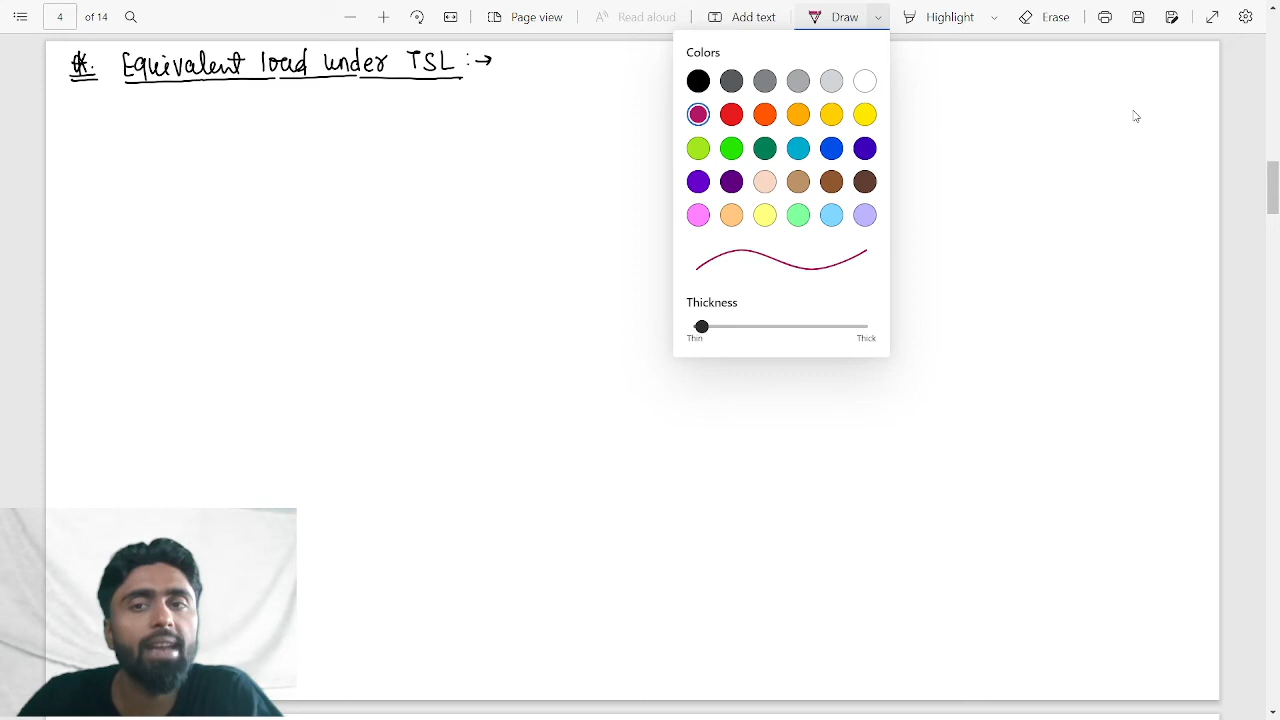 4 of 14 Page view Read aloud Add text Draw Highlight Erase
Equivalent load under TSL :→
Colors
Thickness
Thin Thick